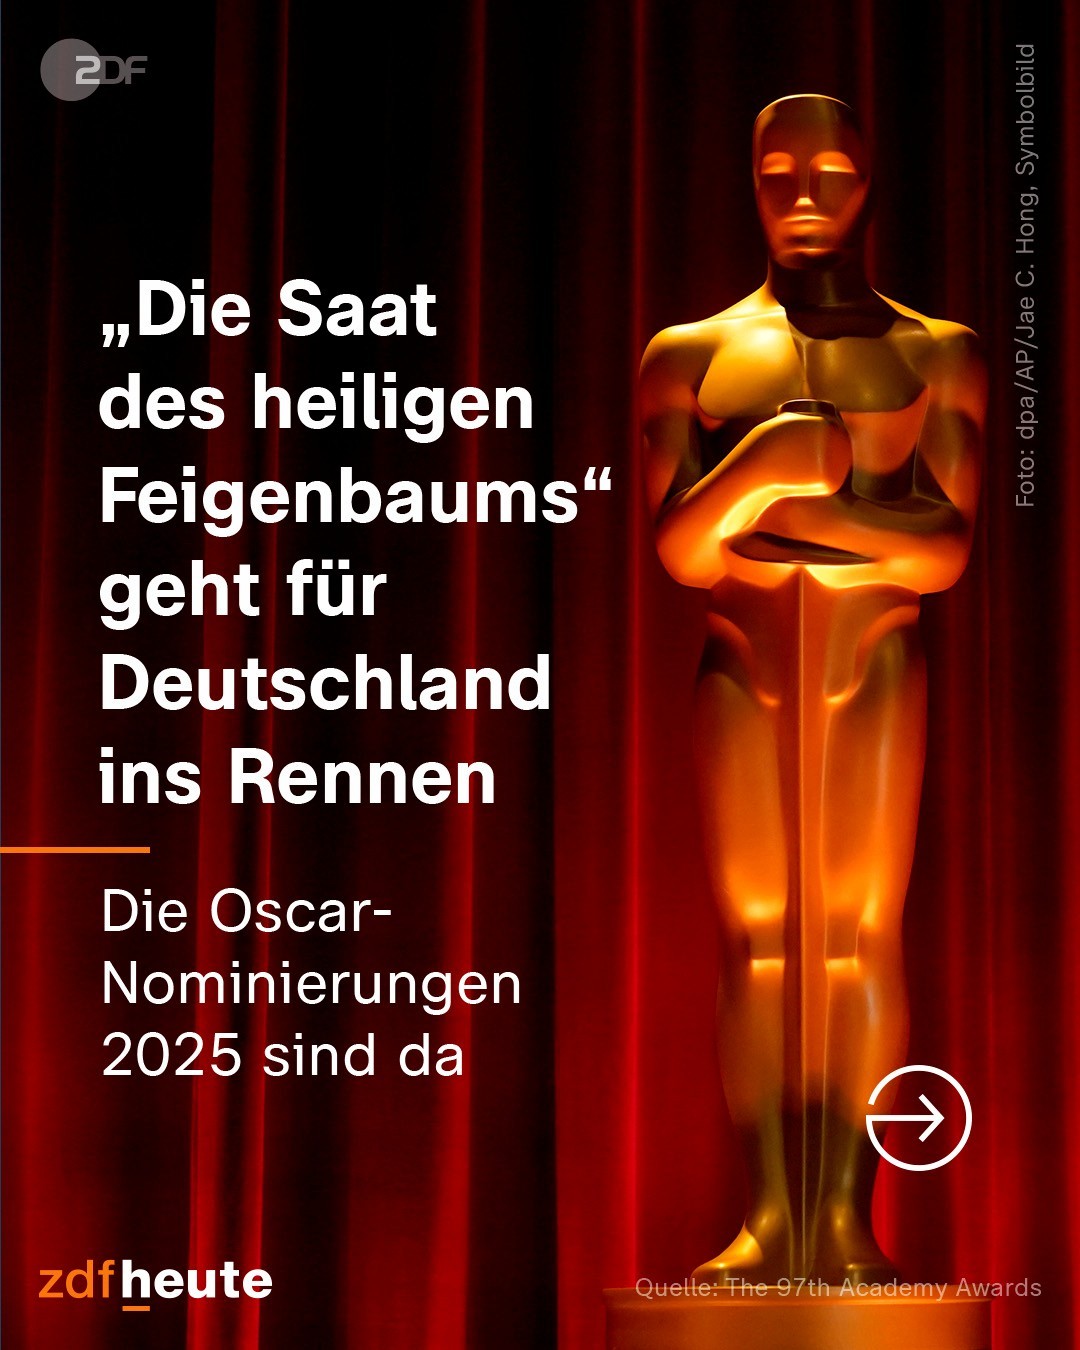 ZDF
Foto: dpa/AP/Jae C. Hong, Symbolbild
„Die Saat
des heiligen
Feigenbaums“
geht für
Deutschland
ins Rennen
Die Oscar-
Nominierungen
2025 sind da
zdfheute
Quelle: The 97th Academy Awards